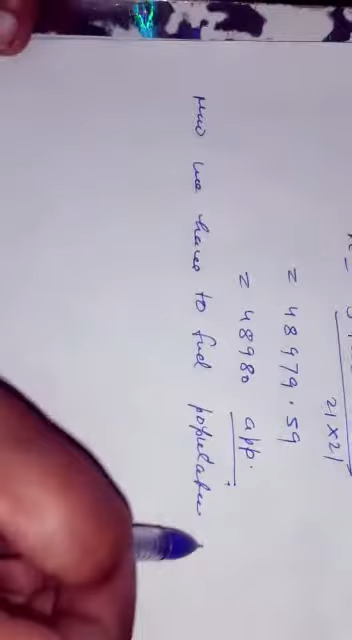 21 × 21
= 48979.59
= 48980 app.
now we have to find population